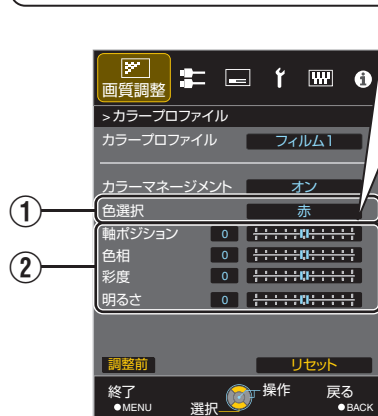 画質調整
>カラープロファイル
カラープロファイル フィルム1
カラーマネージメント オン
① 色選択 赤
② 軸ポジション 0
色相 0
彩度 0
明るさ 0
調整前 リセット
終了 選択 操作 戻る
●MENU ●BACK